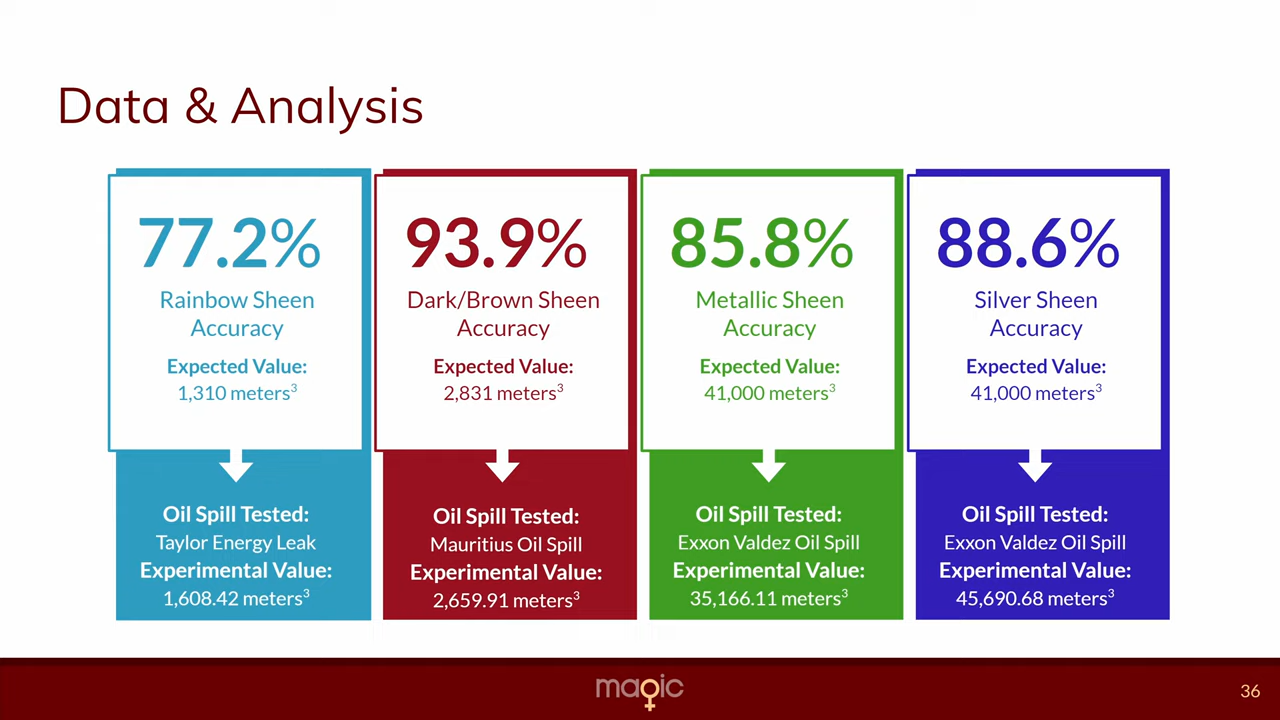 Data & Analysis
77.2%
Rainbow Sheen
Accuracy
Expected Value:
1,310 meters³
Oil Spill Tested:
Taylor Energy Leak
Experimental Value:
1,608.42 meters³
93.9%
Dark/Brown Sheen
Accuracy
Expected Value:
2,831 meters³
Oil Spill Tested:
Mauritius Oil Spill
Experimental Value:
2,659.91 meters³
85.8%
Metallic Sheen
Accuracy
Expected Value:
41,000 meters³
Oil Spill Tested:
Exxon Valdez Oil Spill
Experimental Value:
35,166.11 meters³
88.6%
Silver Sheen
Accuracy
Expected Value:
41,000 meters³
Oil Spill Tested:
Exxon Valdez Oil Spill
Experimental Value:
45,690.68 meters³
magic
36